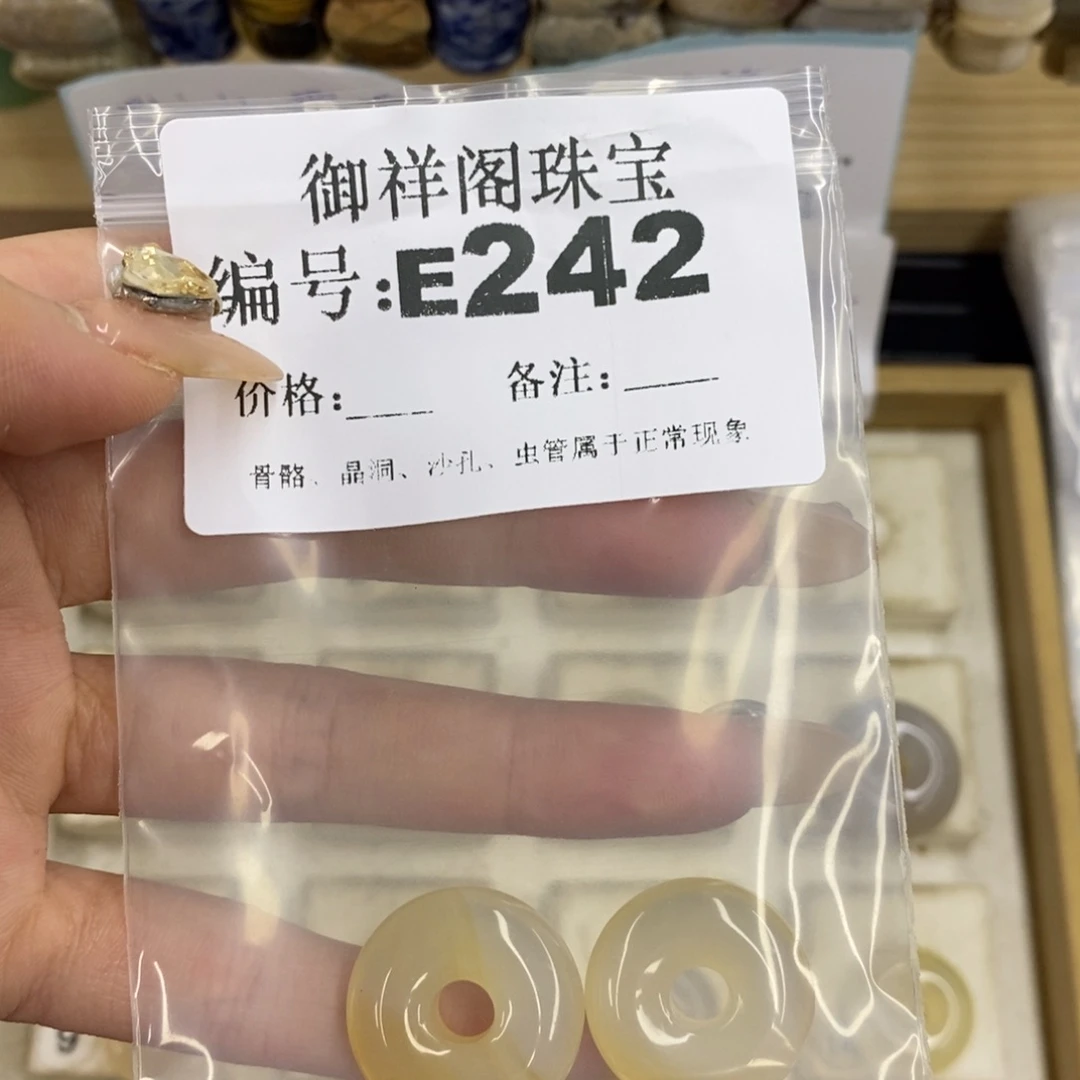 御祥阁珠宝
编号:E242
价格:____ 备注:____
骨骼、晶洞、沙孔、虫管属于正常现象